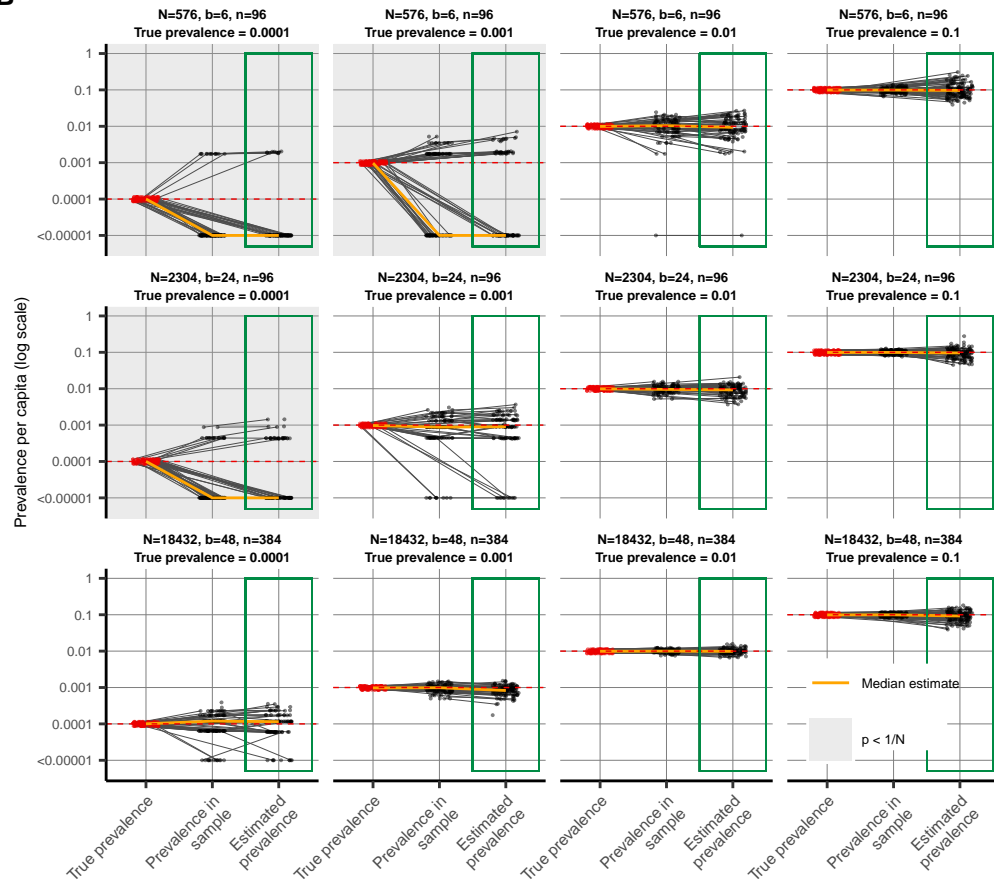 N=576, b=6, n=96
True prevalence = 0.0001
N=576, b=6, n=96
True prevalence = 0.001
N=576, b=6, n=96
True prevalence = 0.01
N=576, b=6, n=96
True prevalence = 0.1
1
0.1
0.01
0.001
0.0001
<0.00001
N=2304, b=24, n=96
True prevalence = 0.0001
N=2304, b=24, n=96
True prevalence = 0.001
N=2304, b=24, n=96
True prevalence = 0.01
N=2304, b=24, n=96
True prevalence = 0.1
1
0.1
0.01
0.001
0.0001
<0.00001
Prevalence per capita (log scale)
N=18432, b=48, n=384
True prevalence = 0.0001
N=18432, b=48, n=384
True prevalence = 0.001
N=18432, b=48, n=384
True prevalence = 0.01
N=18432, b=48, n=384
True prevalence = 0.1
1
0.1
0.01
0.001
0.0001
<0.00001
Median estimate
p < 1/N
True prevalence
Prevalence in
sample
Estimated
prevalence
True prevalence
Prevalence in
sample
Estimated
prevalence
True prevalence
Prevalence in
sample
Estimated
prevalence
True prevalence
Prevalence in
sample
Estimated
prevalence